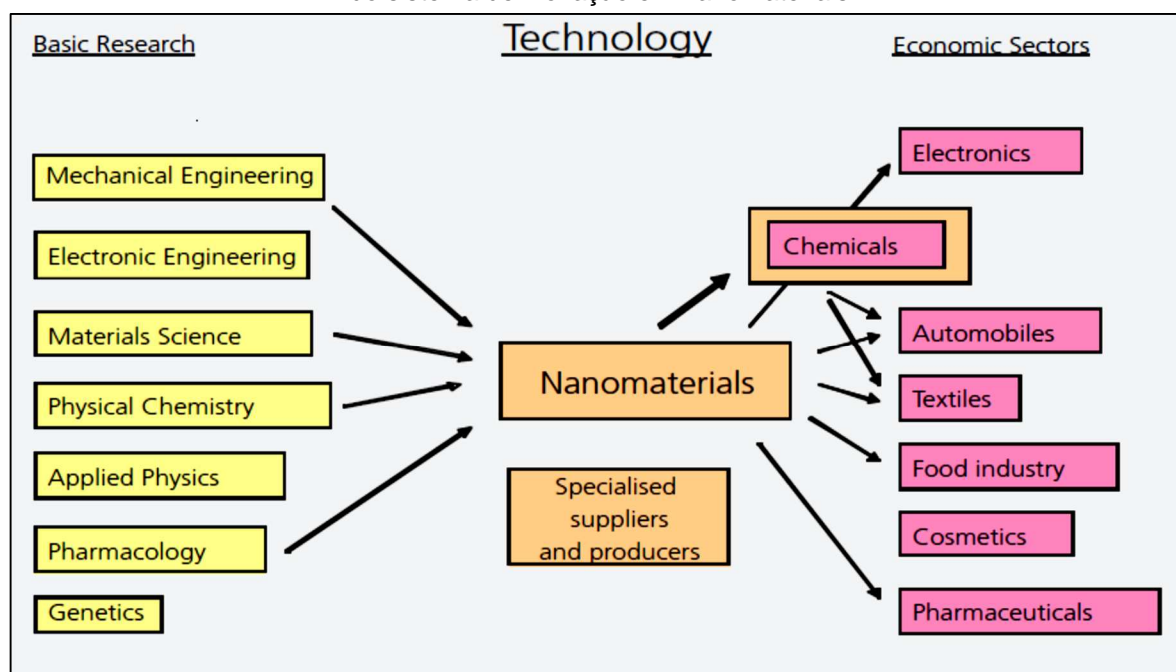 Basic Research
Technology
Economic Sectors
Mechanical Engineering
Electronic Engineering
Materials Science
Physical Chemistry
Applied Physics
Pharmacology
Genetics
Nanomaterials
Specialised
suppliers
and producers
Electronics
Chemicals
Automobiles
Textiles
Food industry
Cosmetics
Pharmaceuticals